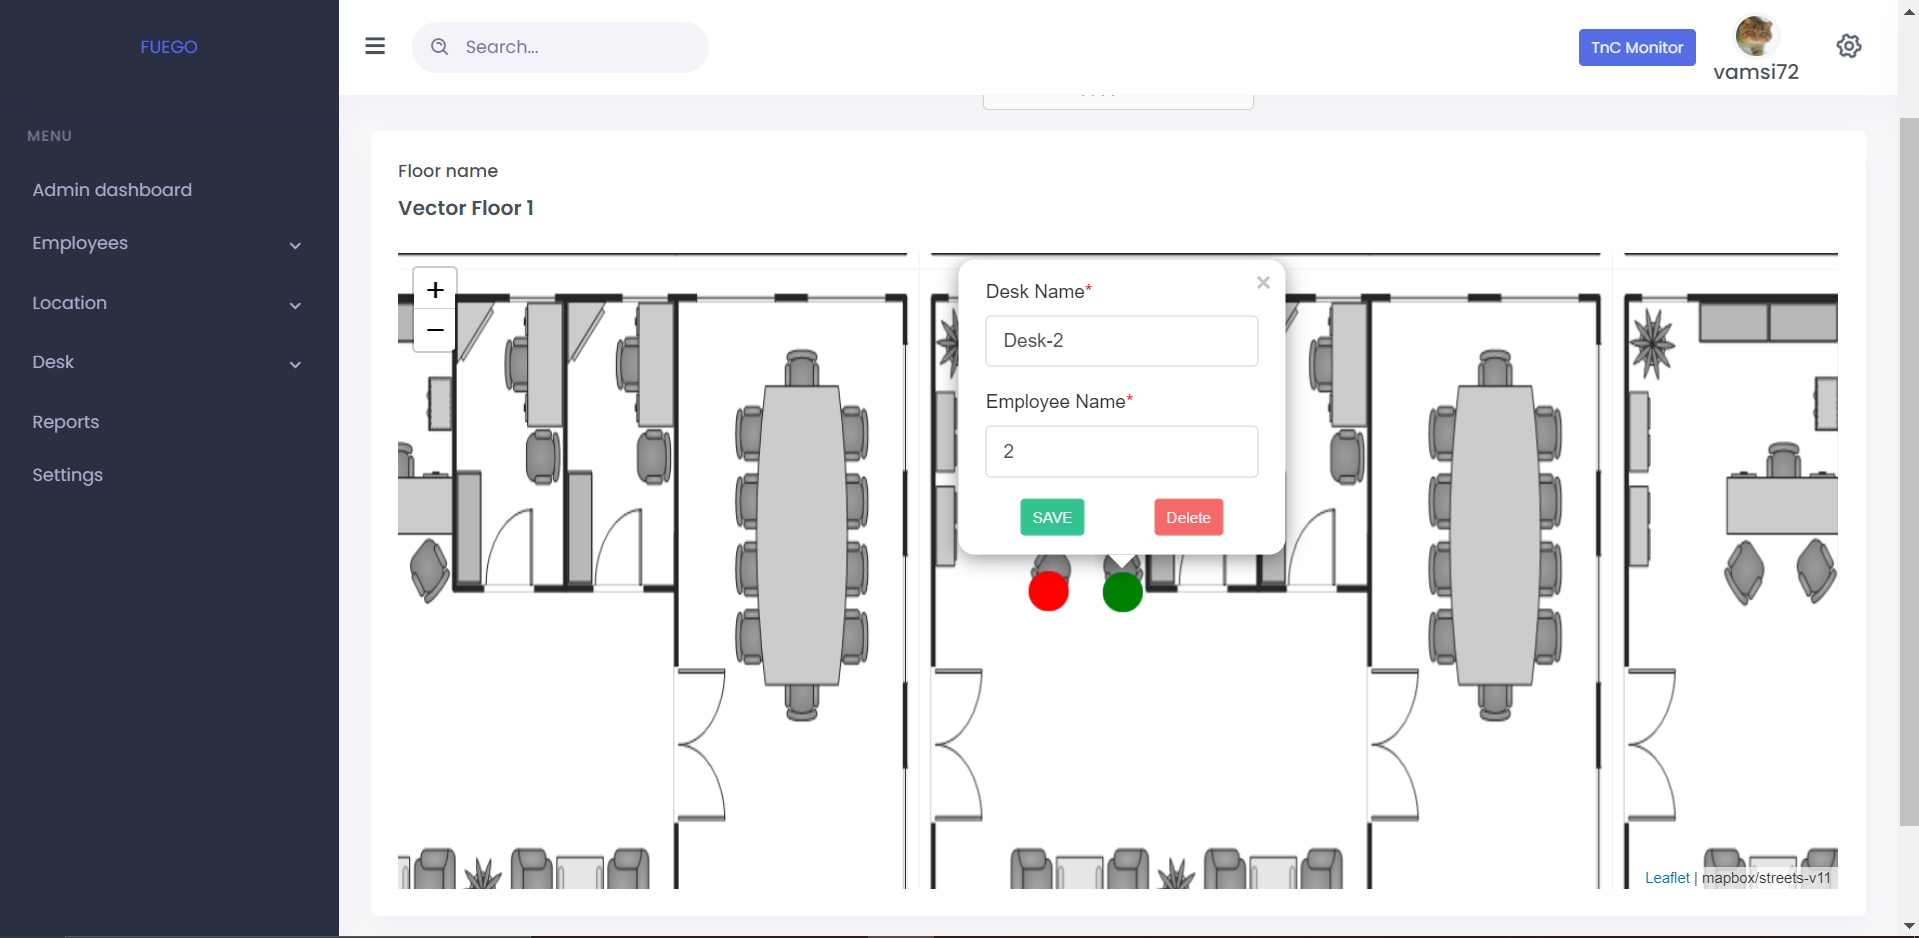 FUEGO
Search...
TnC Monitor
vamsi72
MENU
Admin dashboard
Employees
Location
Desk
Reports
Settings
Floor name
Vector Floor 1
+
−
×
Desk Name*
Desk-2
Employee Name*
2
SAVE
Delete
Leaflet | mapbox/streets-v11